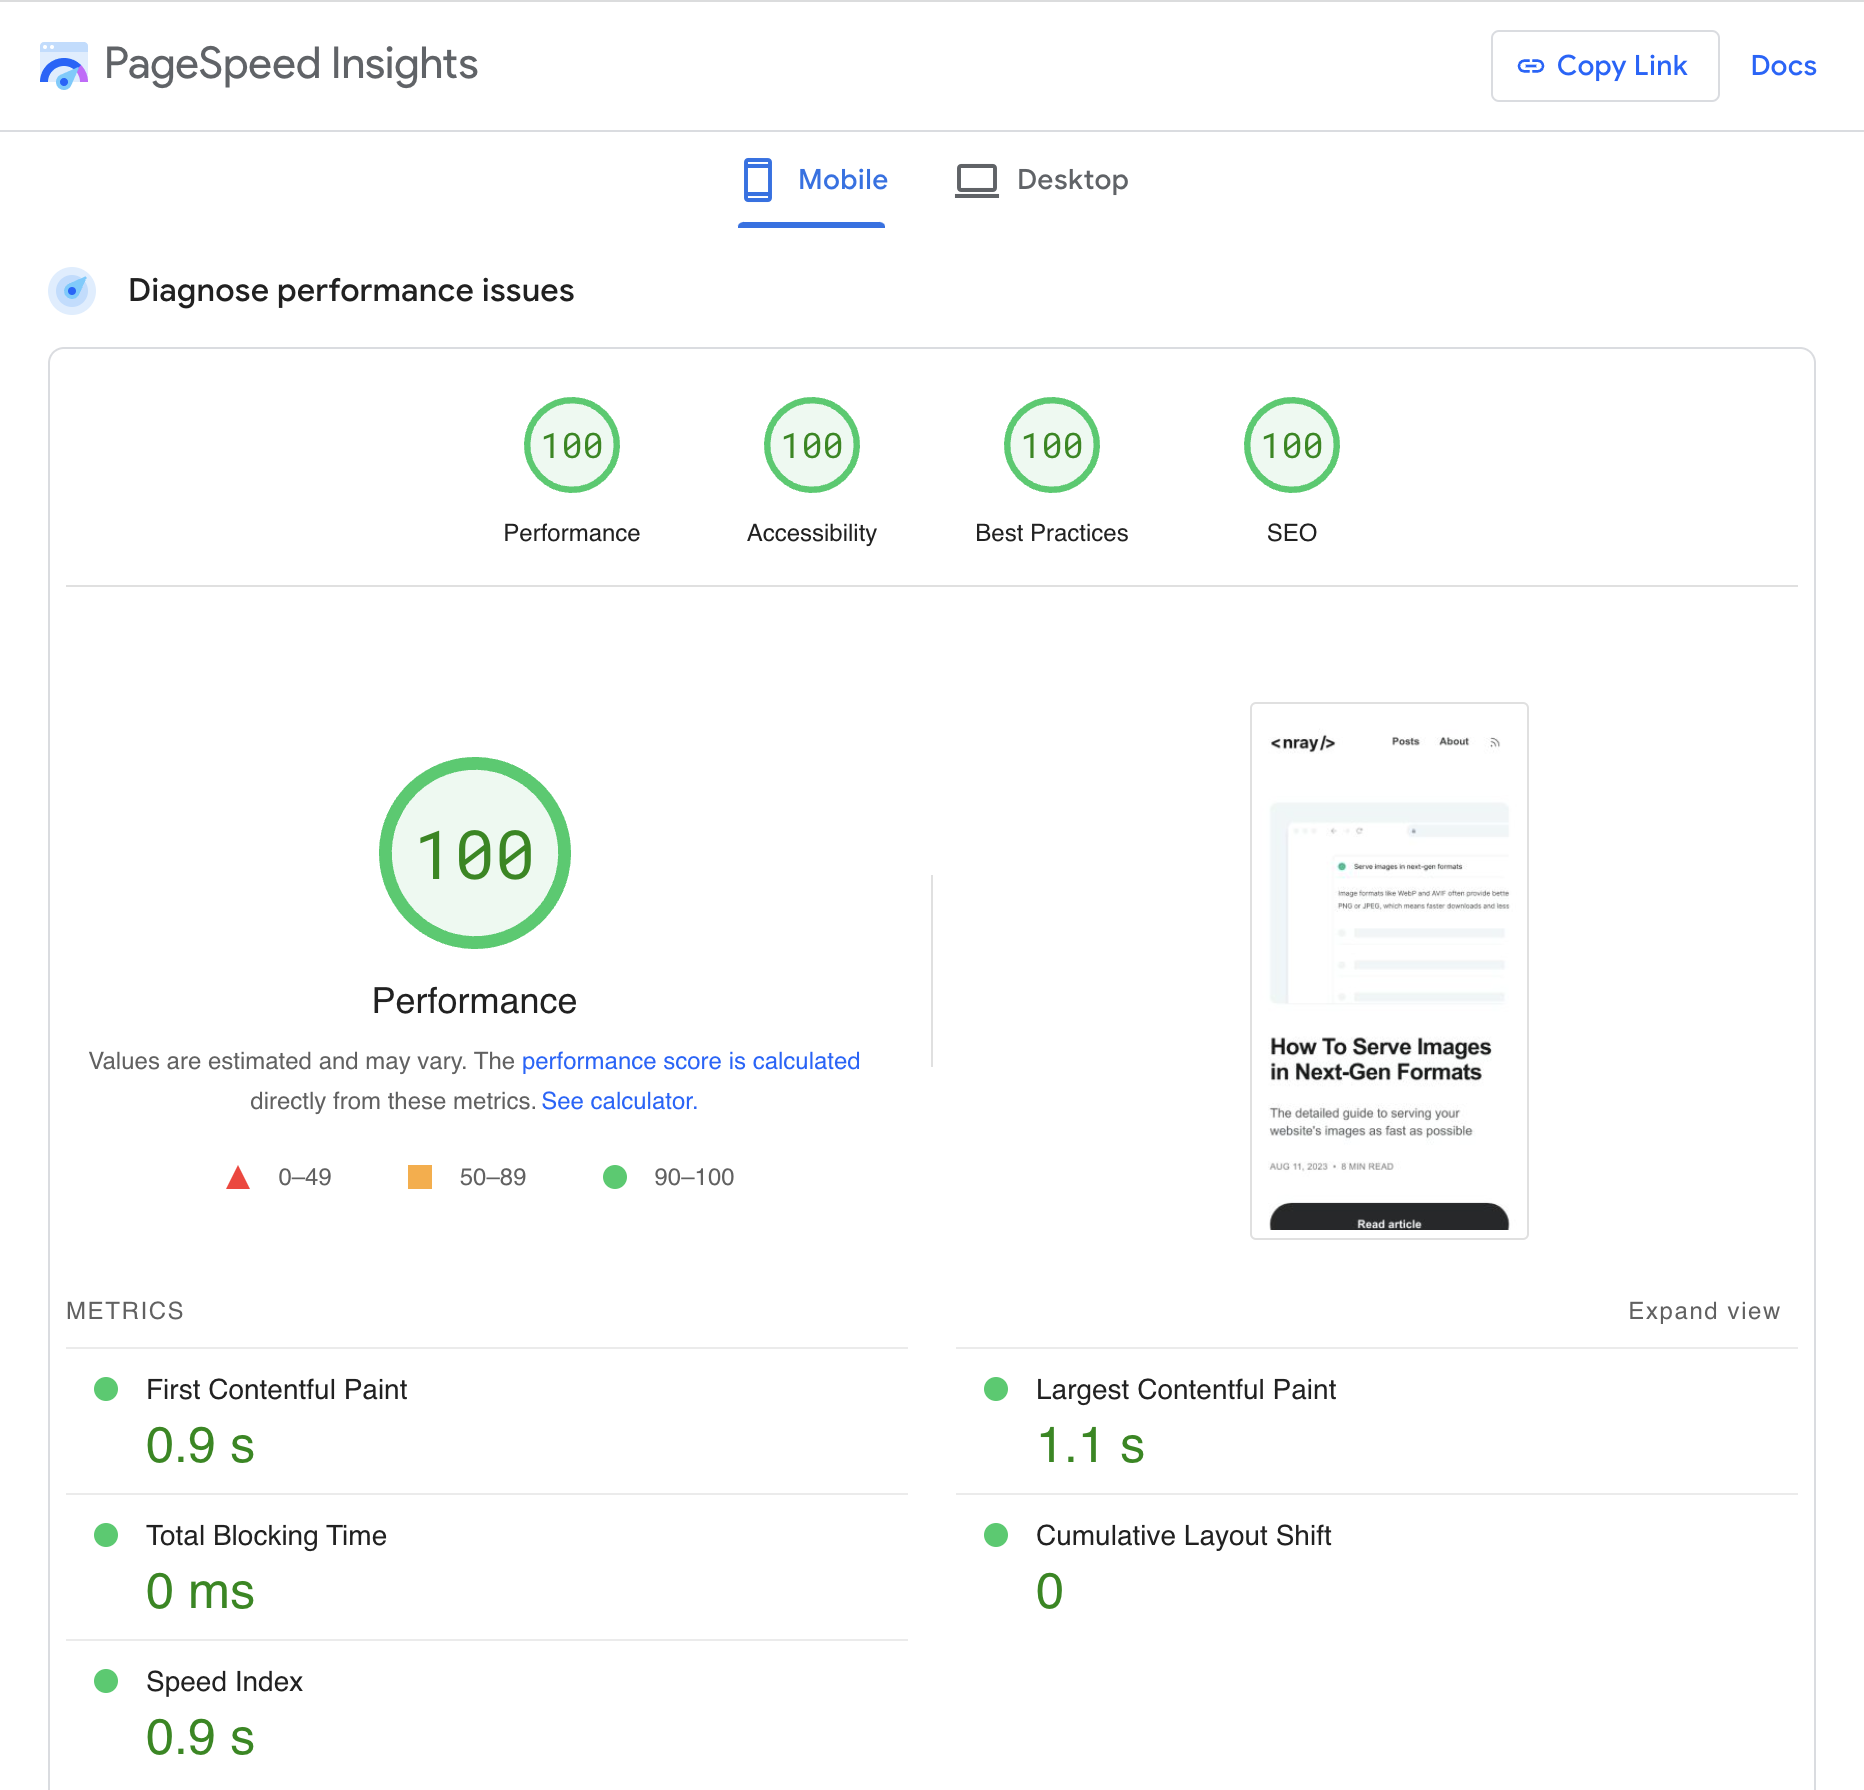 PageSpeed Insights
Copy Link
Docs
Mobile
Desktop
Diagnose performance issues
100
100
100
100
Performance
Accessibility
Best Practices
SEO
100
Performance
Values are estimated and may vary. The performance score is calculated
directly from these metrics. See calculator.
0–49
50–89
90–100
<nray/>
Posts
About
Serve images in next-gen formats
Image formats like WebP and AVIF often provide bette
PNG or JPEG, which means faster downloads and less
How To Serve Images
in Next-Gen Formats
The detailed guide to serving your
website's images as fast as possible
AUG 11, 2023 • 8 MIN READ
Read article
METRICS
Expand view
First Contentful Paint
0.9 s
Largest Contentful Paint
1.1 s
Total Blocking Time
0 ms
Cumulative Layout Shift
0
Speed Index
0.9 s